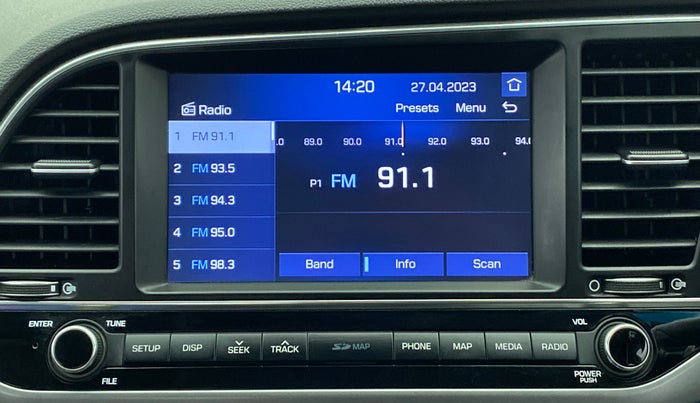 14:20 27.04.2023
Radio Presets Menu
1 FM 91.1
.0 89.0 90.0 91.0 92.0 93.0 94.
2 FM 93.5
P1 FM 91.1
3 FM 94.3
4 FM 95.0
5 FM 98.3
Band Info Scan
ENTER TUNE
VOL
SETUP DISP SEEK TRACK SD MAP PHONE MAP MEDIA RADIO
FILE
POWER
PUSH